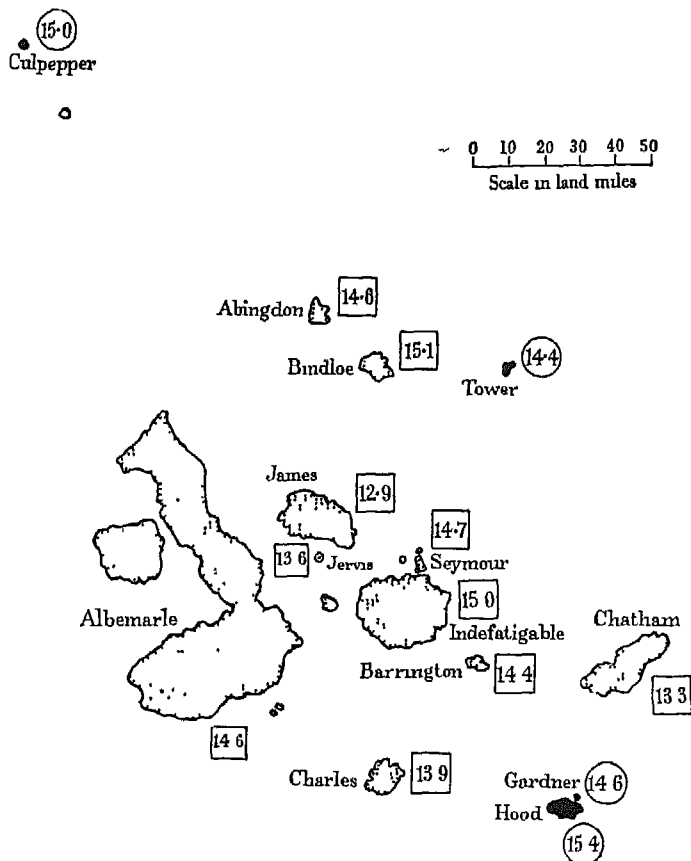 15·0
Culpepper
0 10 20 30 40 50
Scale in land miles
14·6
Abingdon
15·1
Bindloe
14·4
Tower
James
12·9
14·7
13 6
Jervis
Seymour
15 0
Albemarle
Indefatigable
Chatham
Barrington
14 4
13 3
14 6
Charles
13 9
Gardner
14 6
Hood
15 4